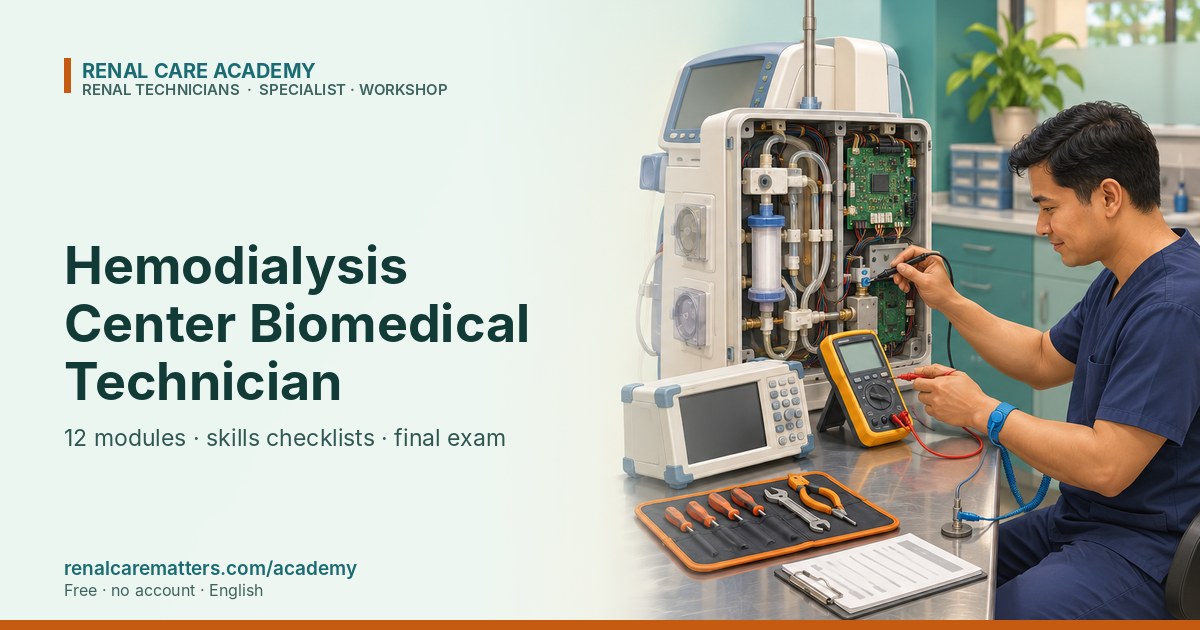 RENAL CARE ACADEMY
RENAL TECHNICIANS · SPECIALIST · WORKSHOP
Hemodialysis
Center Biomedical
Technician
12 modules · skills checklists · final exam
renalcarematters.com/academy
Free · no account · English